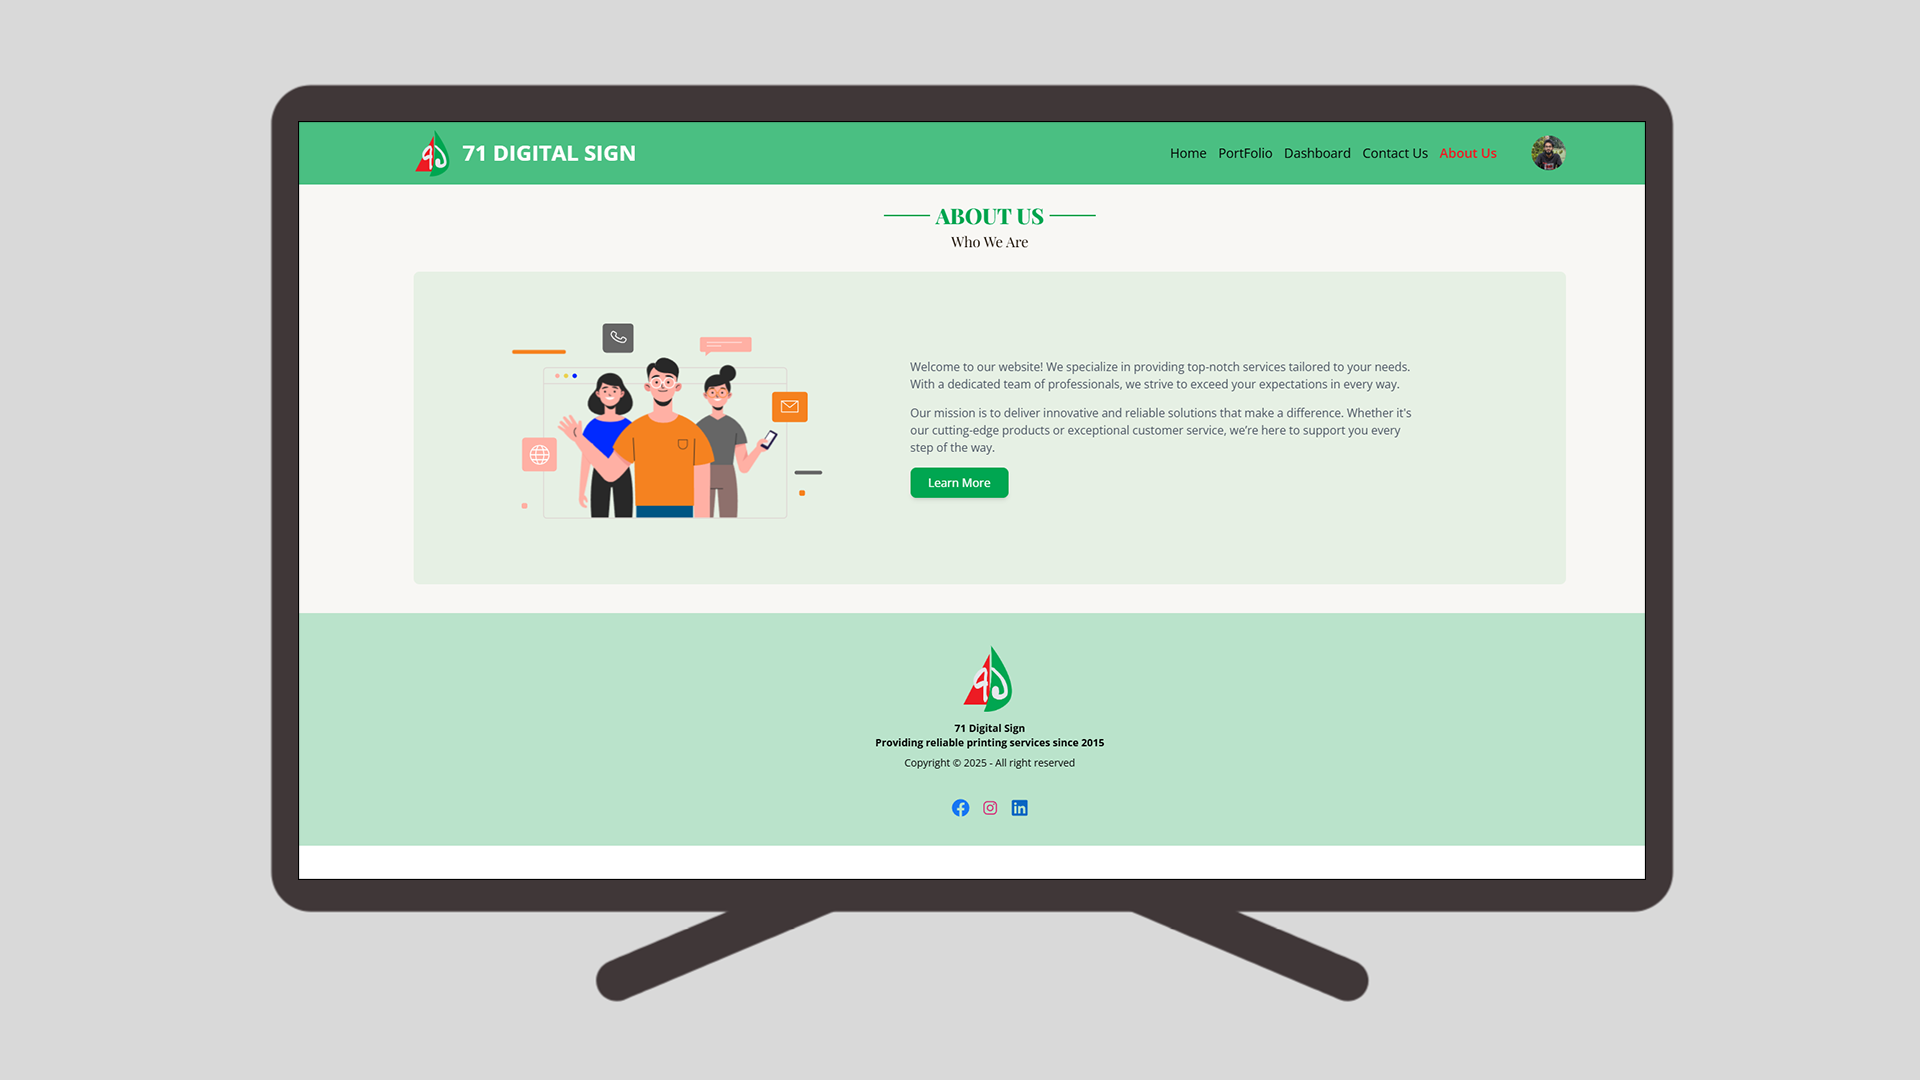 71 DIGITAL SIGN
Home PortFolio Dashboard Contact Us About Us
ABOUT US
Who We Are
Welcome to our website! We specialize in providing top-notch services tailored to your needs.
With a dedicated team of professionals, we strive to exceed your expectations in every way.
Our mission is to deliver innovative and reliable solutions that make a difference. Whether it's
our cutting-edge products or exceptional customer service, we’re here to support you every
step of the way.
Learn More
৭১
71 Digital Sign
Providing reliable printing services since 2015
Copyright © 2025 - All right reserved